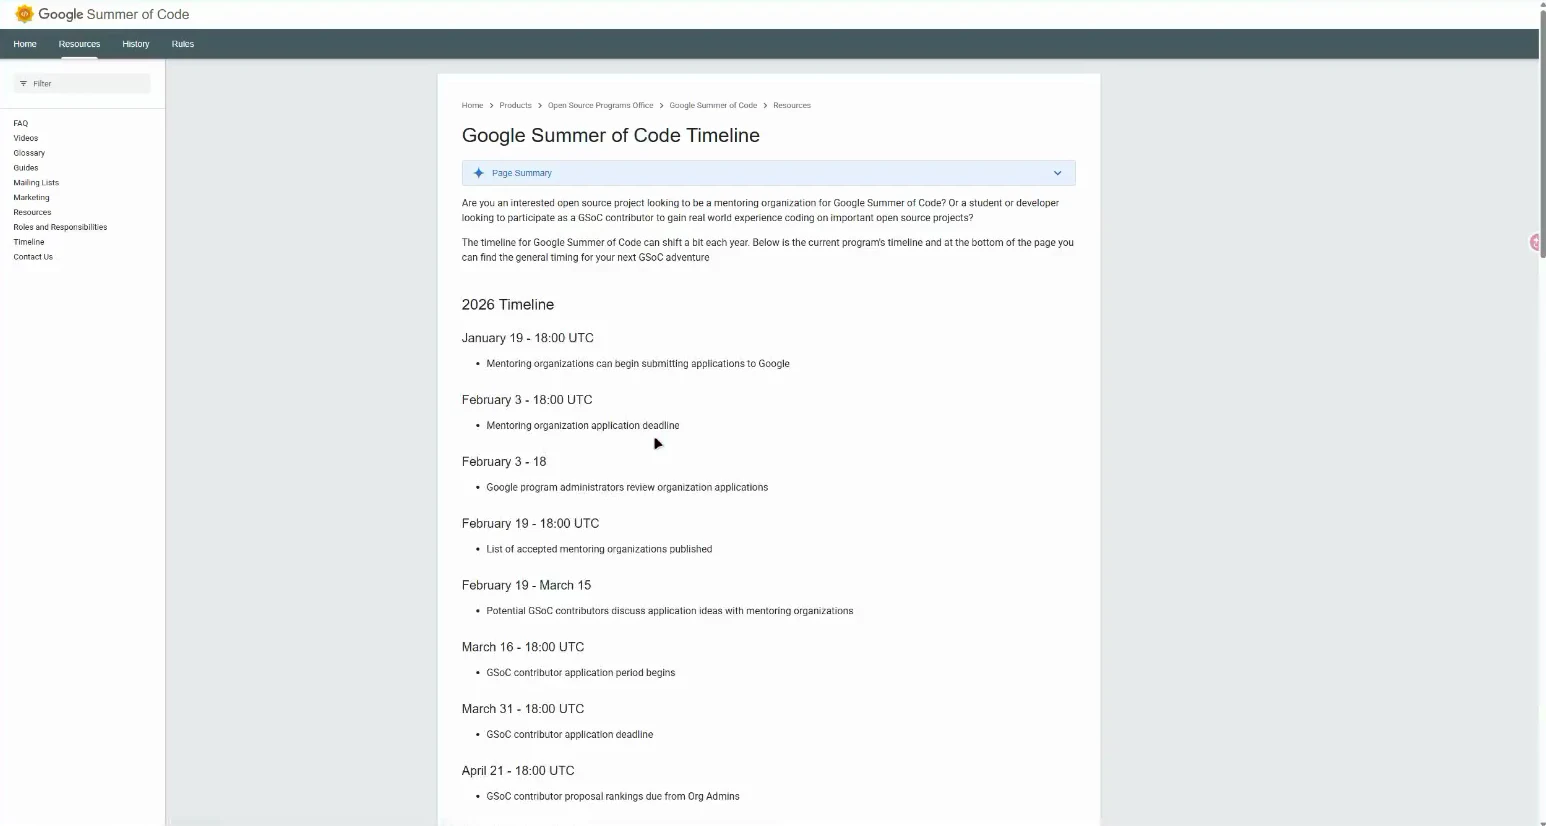 Google Summer of Code
Home Resources History Rules
Filter
FAQ
Videos
Glossary
Guides
Mailing Lists
Marketing
Resources
Roles and Responsibilities
Timeline
Contact Us
Home > Products > Open Source Programs Office > Google Summer of Code > Resources
Google Summer of Code Timeline
Page Summary
Are you an interested open source project looking to be a mentoring organization for Google Summer of Code? Or a student or developer
looking to participate as a GSoC contributor to gain real world experience coding on important open source projects?
The timeline for Google Summer of Code can shift a bit each year. Below is the current program's timeline and at the bottom of the page you
can find the general timing for your next GSoC adventure
2026 Timeline
January 19 - 18:00 UTC
• Mentoring organizations can begin submitting applications to Google
February 3 - 18:00 UTC
• Mentoring organization application deadline
February 3 - 18
• Google program administrators review organization applications
February 19 - 18:00 UTC
• List of accepted mentoring organizations published
February 19 - March 15
• Potential GSoC contributors discuss application ideas with mentoring organizations
March 16 - 18:00 UTC
• GSoC contributor application period begins
March 31 - 18:00 UTC
• GSoC contributor application deadline
April 21 - 18:00 UTC
• GSoC contributor proposal rankings due from Org Admins